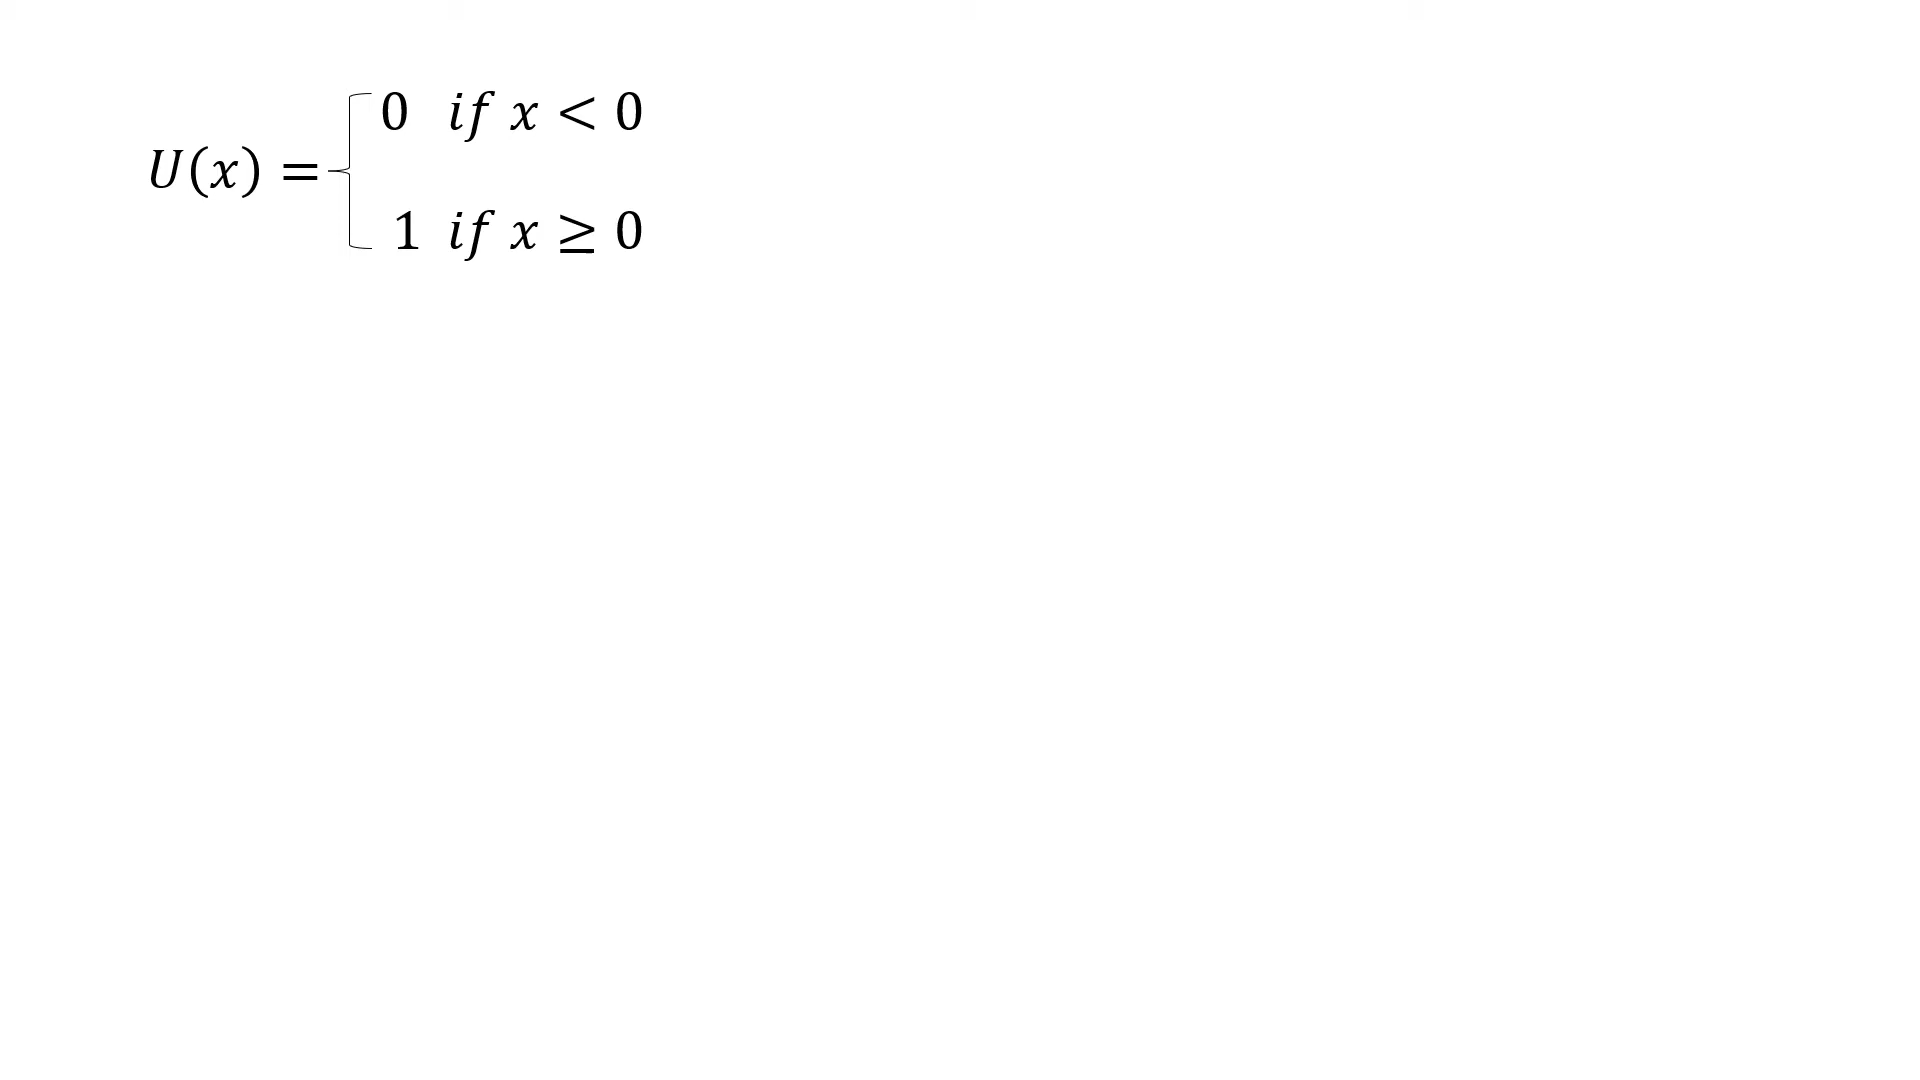 0 if x < 0
U(x) =
1 if x ≥ 0